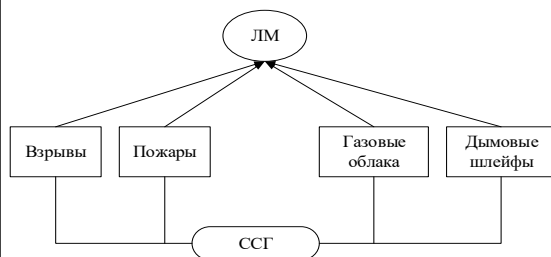 ЛМ
Взрывы
Пожары
Газовые
облака
Дымовые
шлейфы
ССГ